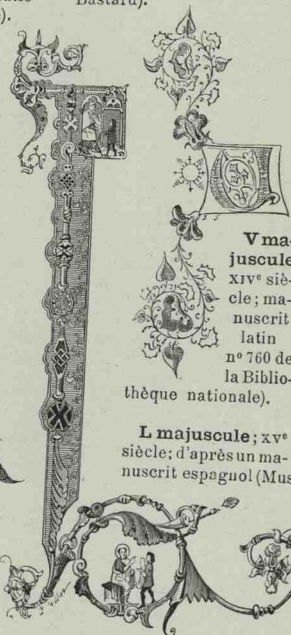 Bastard).
).
V ma-
juscule
XIVᵉ siè-
cle; ma-
nuscrit
latin
nº 760 de
la Biblio-
thèque nationale).
L majuscule; XVᵉ
siècle; d'après un ma-
nuscrit espagnol (Mus